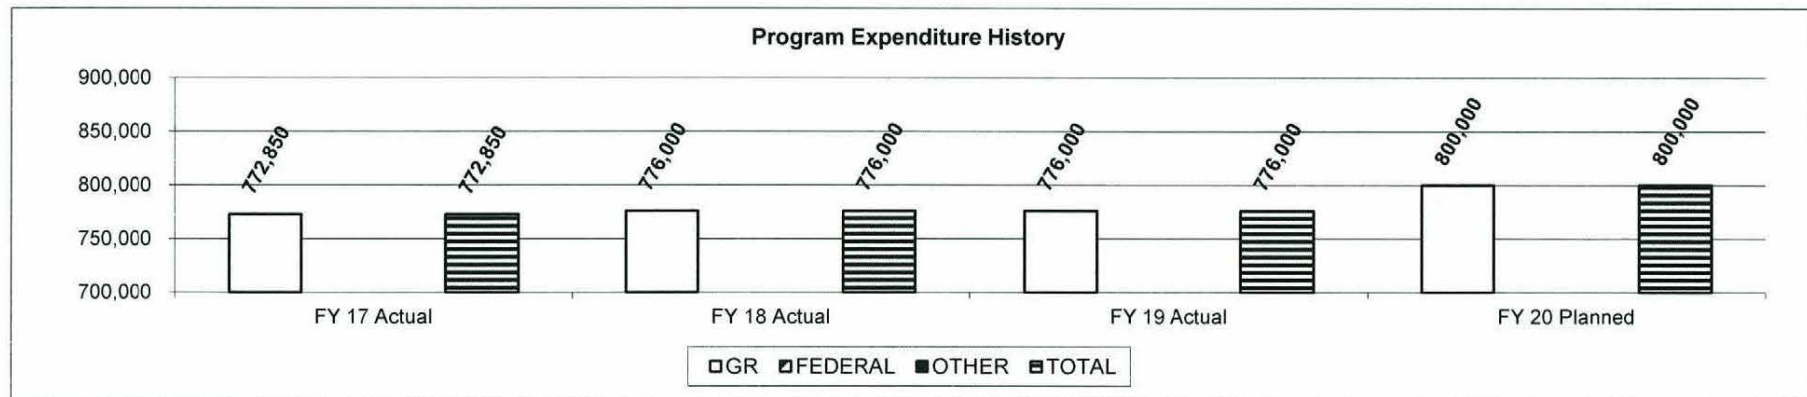 Program Expenditure History
900,000
850,000
800,000
750,000
700,000
772,850
772,850
776,000
776,000
776,000
776,000
800,000
800,000
FY 17 Actual
FY 18 Actual
FY 19 Actual
FY 20 Planned
GR FEDERAL OTHER TOTAL